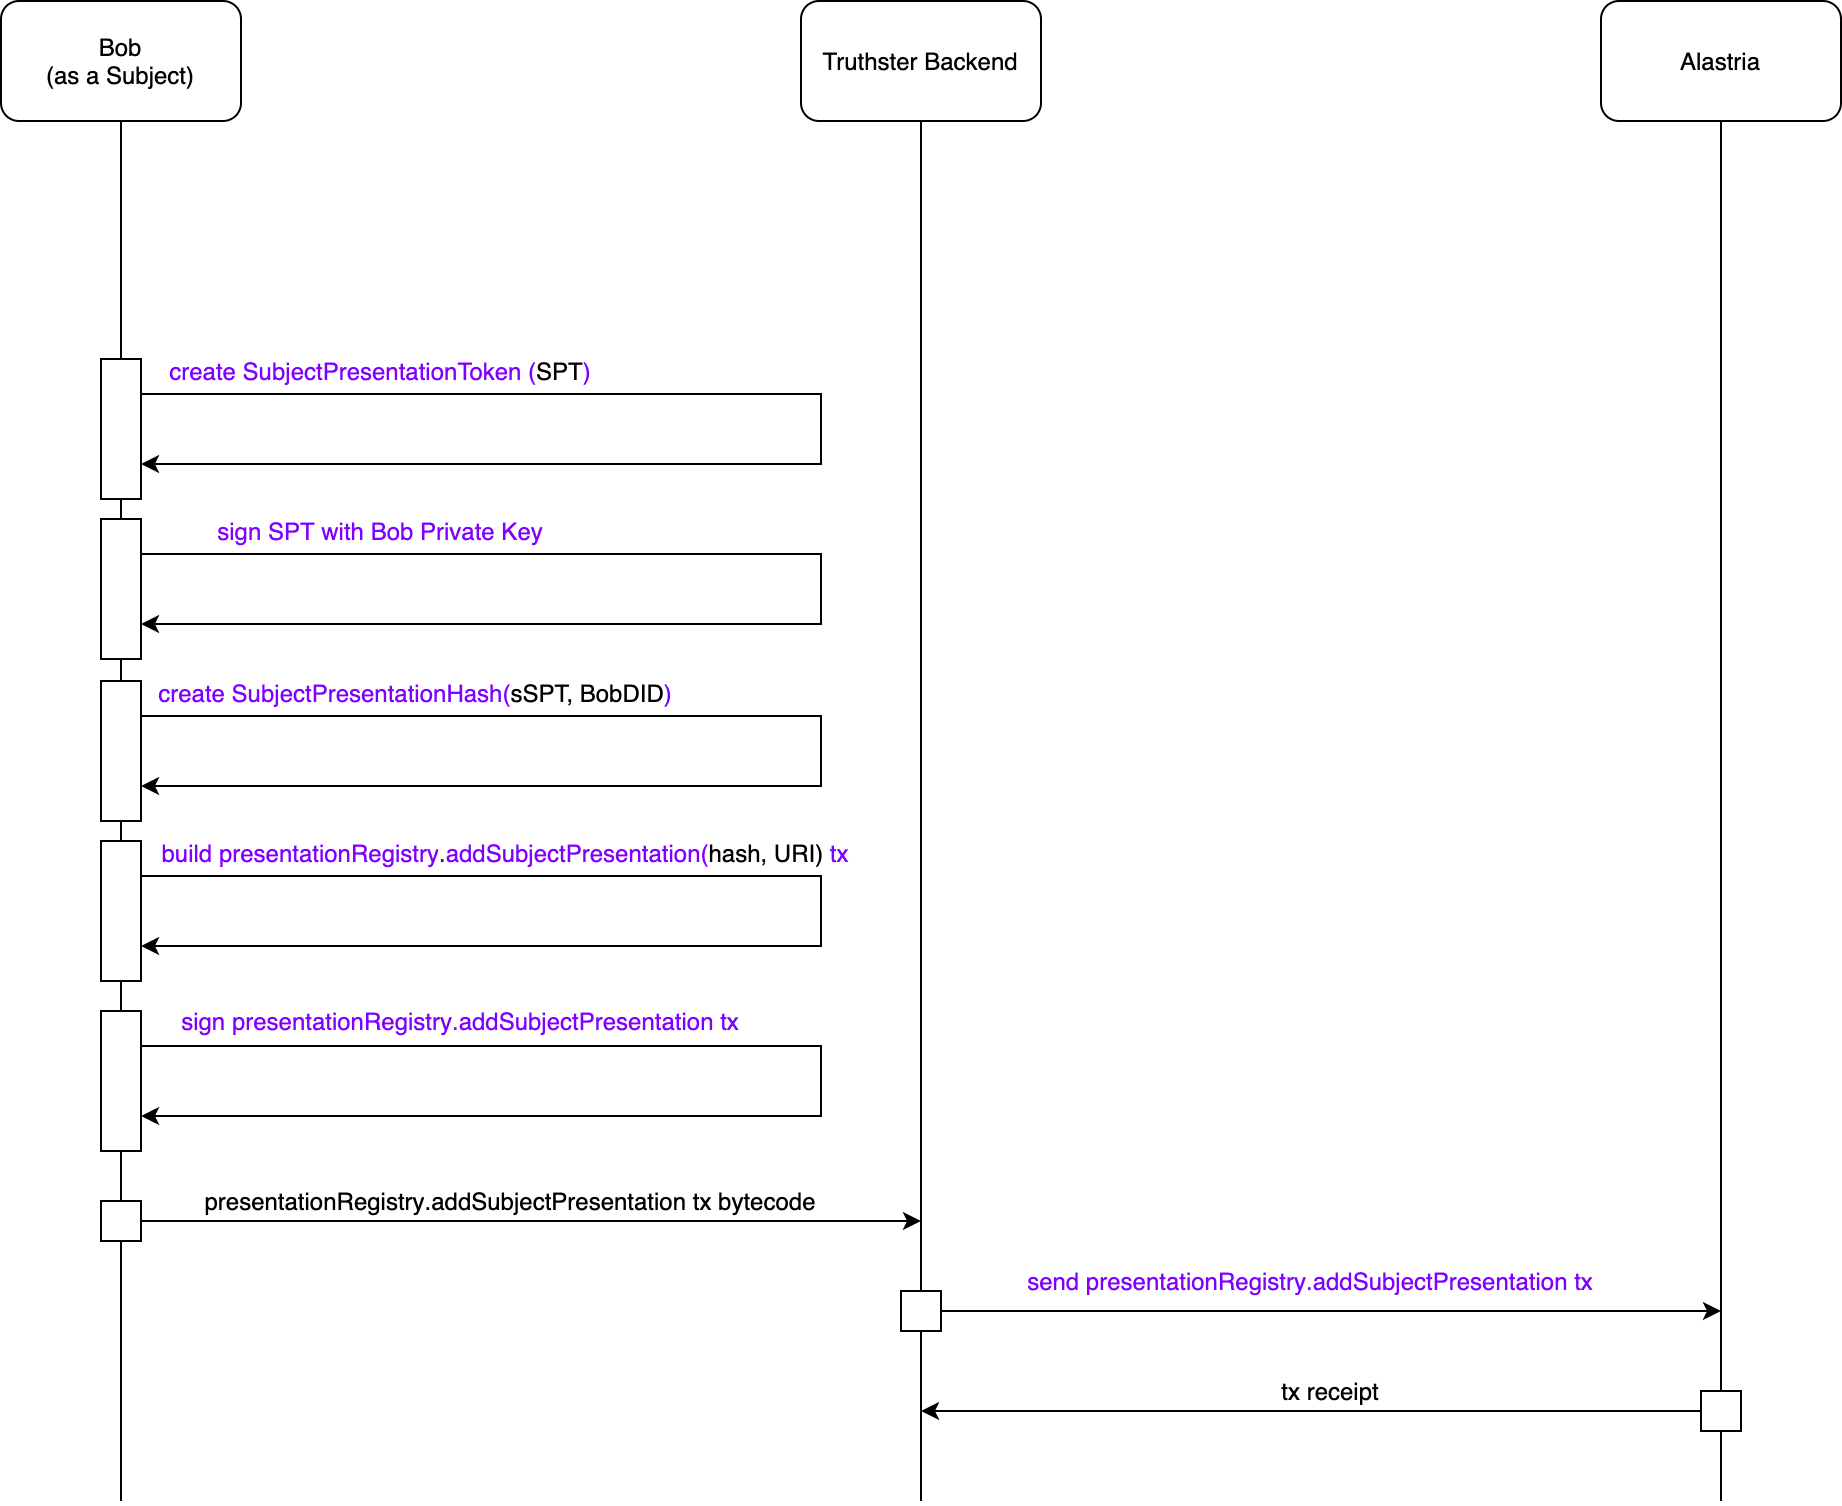 Bob
(as a Subject)
Truthster Backend
Alastria
create SubjectPresentationToken (SPT)
sign SPT with Bob Private Key
create SubjectPresentationHash(sSPT, BobDID)
build presentationRegistry.addSubjectPresentation(hash, URI) tx
sign presentationRegistry.addSubjectPresentation tx
presentationRegistry.addSubjectPresentation tx bytecode
send presentationRegistry.addSubjectPresentation tx
tx receipt